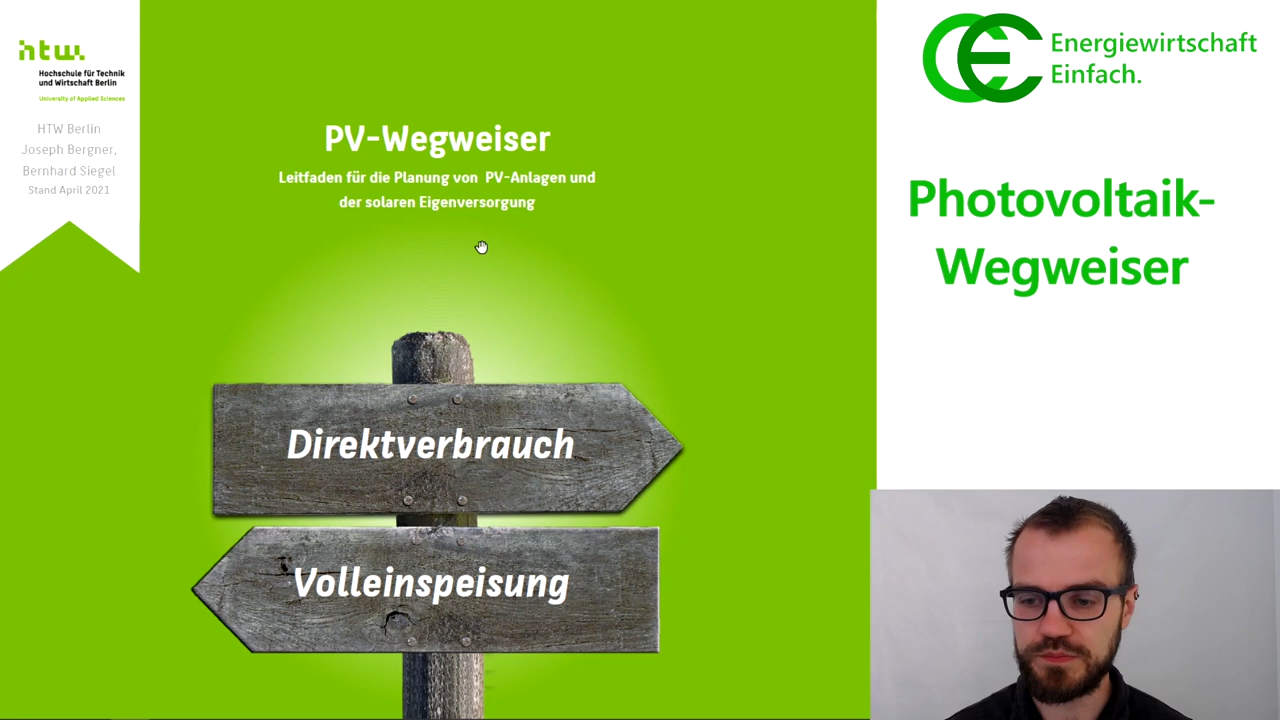 htw.
Hochschule für Technik
und Wirtschaft Berlin
University of Applied Sciences
HTW Berlin
Joseph Bergner,
Bernhard Siegel
Stand April 2021
PV-Wegweiser
Leitfaden für die Planung von PV-Anlagen und
der solaren Eigenversorgung
Direktverbrauch
Volleinspeisung
Energiewirtschaft
Einfach.
Photovoltaik-
Wegweiser